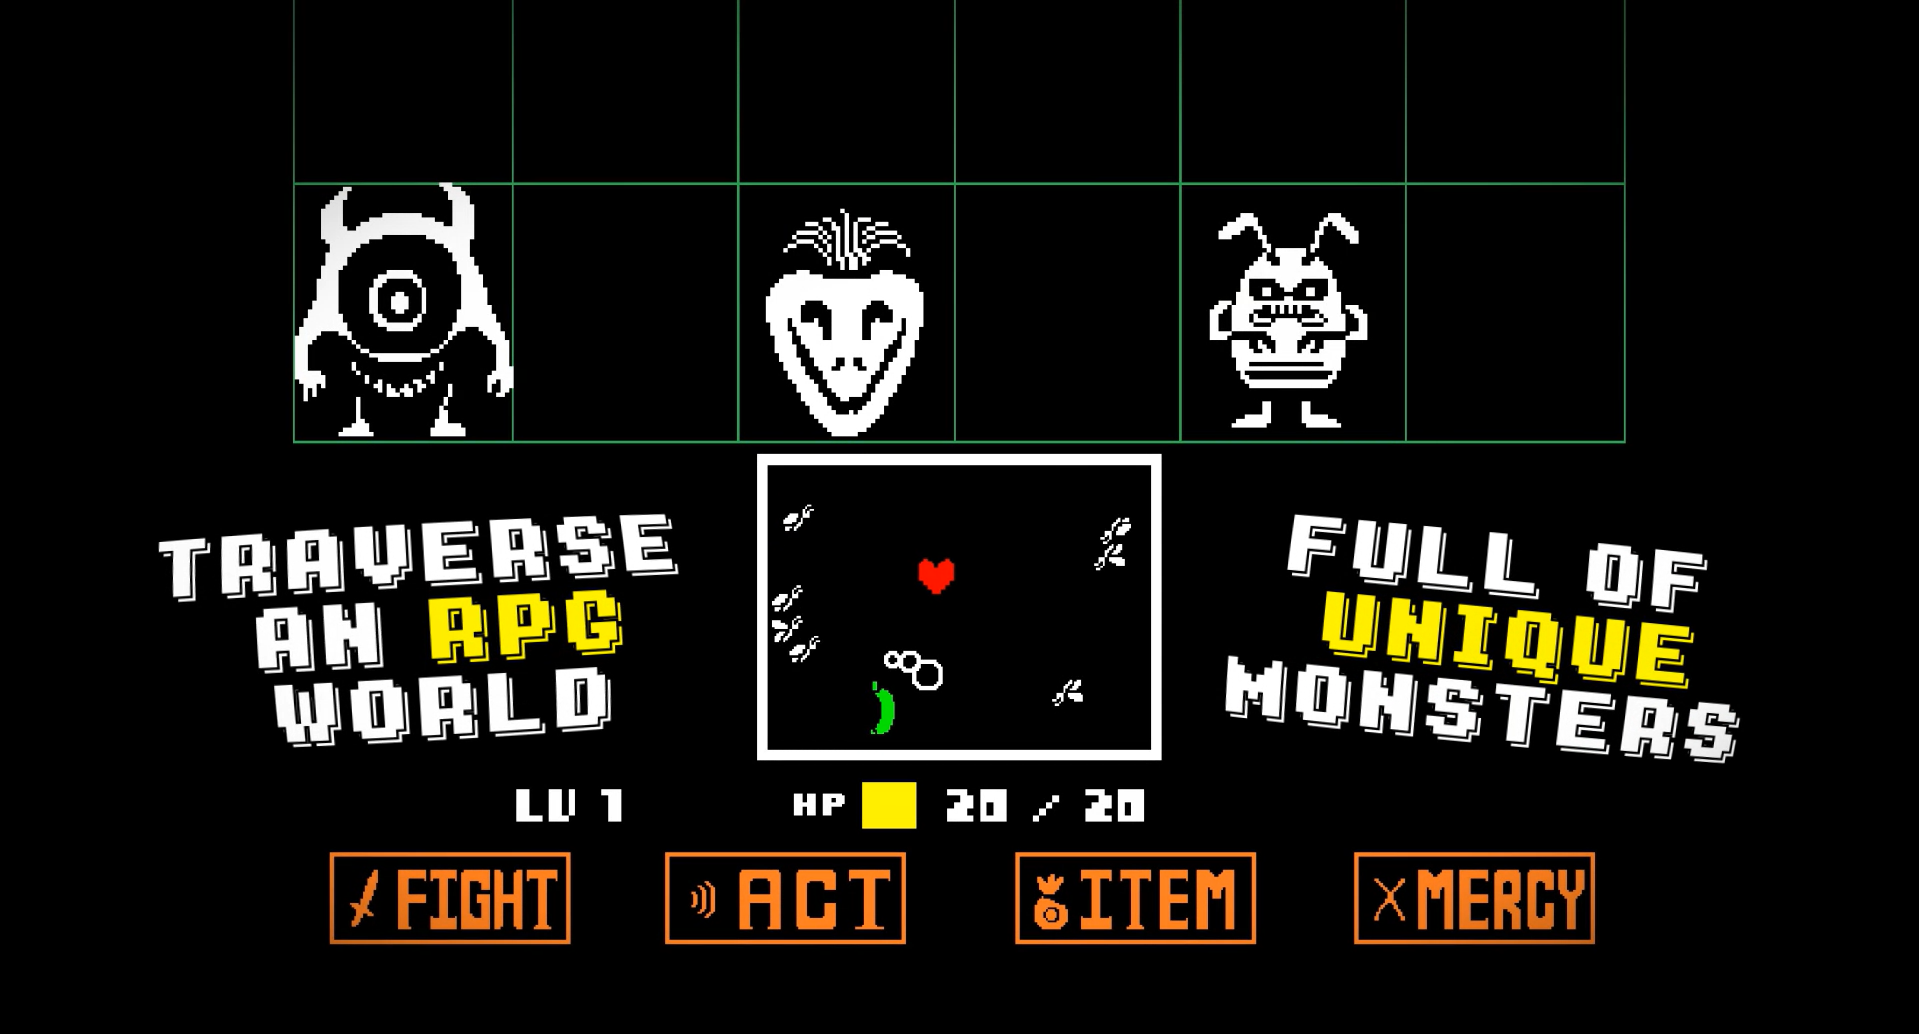 TRAVERSE
AN RPG
WORLD
FULL OF
UNIQUE
MONSTERS
LV 1
HP 20 / 20
FIGHT
ACT
ITEM
MERCY